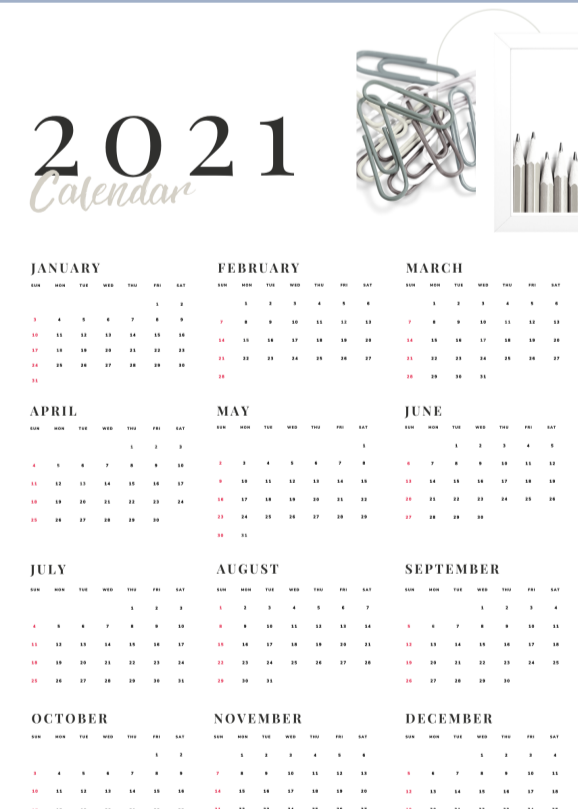 2021
Calendar
JANUARY
SUN MON TUE WED THU FRI SAT
1 2
3 4 5 6 7 8 9
10 11 12 13 14 15 16
17 18 19 20 21 22 23
24 25 26 27 28 29 30
31
FEBRUARY
SUN MON TUE WED THU FRI SAT
1 2 3 4 5 6
7 8 9 10 11 12 13
14 15 16 17 18 19 20
21 22 23 24 25 26 27
28
MARCH
SUN MON TUE WED THU FRI SAT
1 2 3 4 5 6
7 8 9 10 11 12 13
14 15 16 17 18 19 20
21 22 23 24 25 26 27
28 29 30 31
APRIL
SUN MON TUE WED THU FRI SAT
1 2 3
4 5 6 7 8 9 10
11 12 13 14 15 16 17
18 19 20 21 22 23 24
25 26 27 28 29 30
MAY
SUN MON TUE WED THU FRI SAT
1
2 3 4 5 6 7 8
9 10 11 12 13 14 15
16 17 18 19 20 21 22
23 24 25 26 27 28 29
30 31
JUNE
SUN MON TUE WED THU FRI SAT
1 2 3 4 5
6 7 8 9 10 11 12
13 14 15 16 17 18 19
20 21 22 23 24 25 26
27 28 29 30
JULY
SUN MON TUE WED THU FRI SAT
1 2 3
4 5 6 7 8 9 10
11 12 13 14 15 16 17
18 19 20 21 22 23 24
25 26 27 28 29 30 31
AUGUST
SUN MON TUE WED THU FRI SAT
1 2 3 4 5 6 7
8 9 10 11 12 13 14
15 16 17 18 19 20 21
22 23 24 25 26 27 28
29 30 31
SEPTEMBER
SUN MON TUE WED THU FRI SAT
1 2 3 4
5 6 7 8 9 10 11
12 13 14 15 16 17 18
19 20 21 22 23 24 25
26 27 28 29 30
OCTOBER
SUN MON TUE WED THU FRI SAT
1 2
3 4 5 6 7 8 9
10 11 12 13 14 15 16
NOVEMBER
SUN MON TUE WED THU FRI SAT
1 2 3 4 5 6
7 8 9 10 11 12 13
14 15 16 17 18 19 20
DECEMBER
SUN MON TUE WED THU FRI SAT
1 2 3 4
5 6 7 8 9 10 11
12 13 14 15 16 17 18